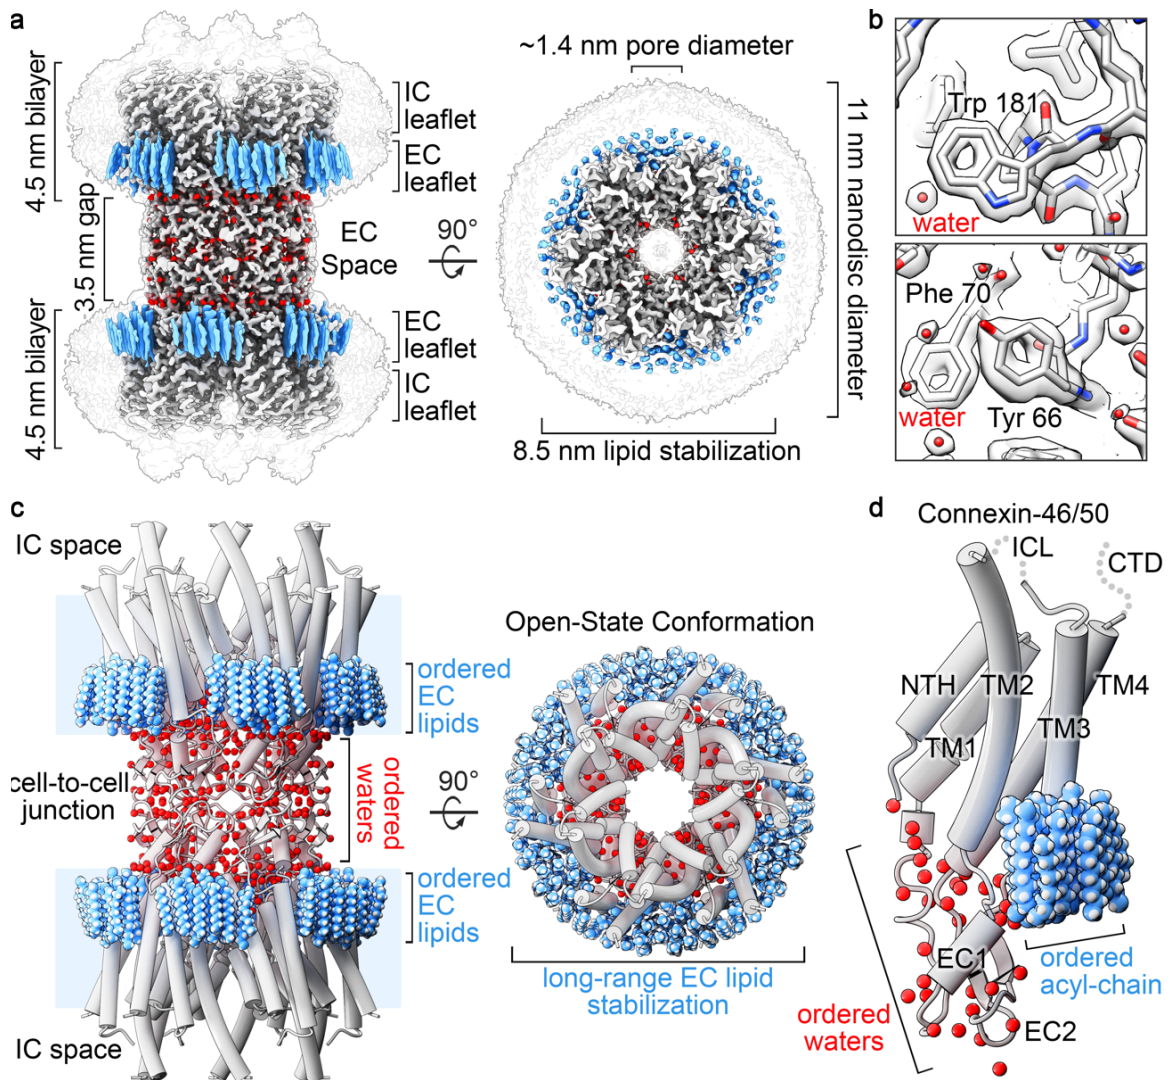 a
4.5 nm bilayer
IC
leaflet
EC
leaflet
3.5 nm gap
EC
Space
4.5 nm bilayer
EC
leaflet
IC
leaflet
90°
~1.4 nm pore diameter
11 nm nanodisc diameter
8.5 nm lipid stabilization
b
Trp 181
water
Phe 70
water
Tyr 66
c
IC space
ordered
EC
lipids
cell-to-cell
junction
ordered
waters
ordered
EC
lipids
IC space
90°
Open-State Conformation
long-range EC lipid
stabilization
d
Connexin-46/50
ICL
CTD
NTH
TM2
TM4
TM1
TM3
EC1
ordered
acyl-chain
ordered
waters
EC2